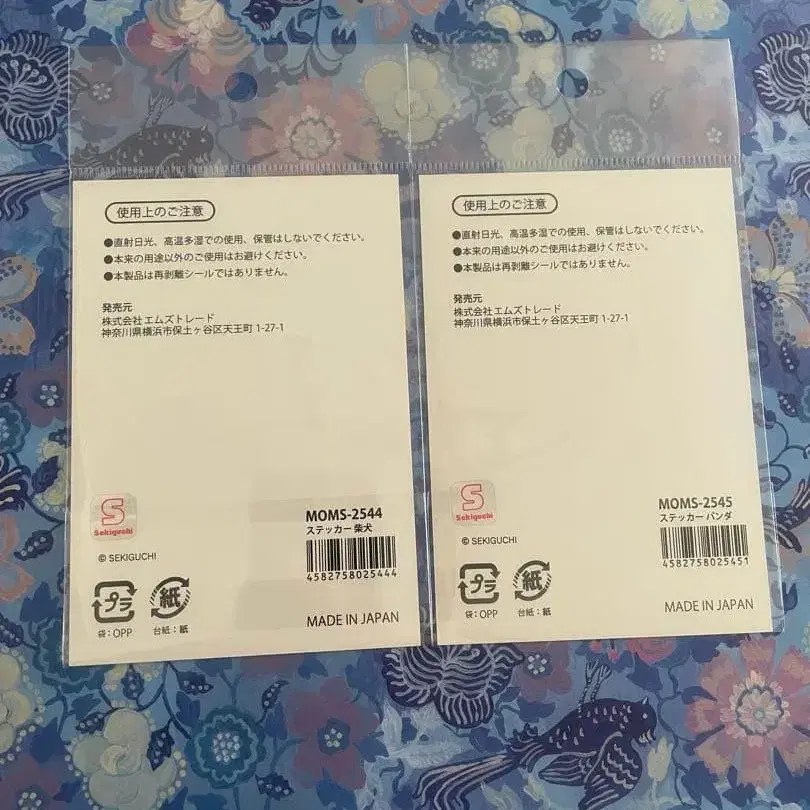 使用上のご注意
●直射日光、高温多湿での使用、保管はしないでください。
●本来の用途以外のご使用はお避けください。
●本製品は再剥離シールではありません。
発売元
株式会社エムズトレード
神奈川県横浜市保土ヶ谷区天王町 1-27-1
S
Sekiguchi
© SEKIGUCHI
MOMS-2544
ステッカー 柴犬
4582758025444
プラ
袋：OPP
紙
台紙：紙
MADE IN JAPAN
使用上のご注意
●直射日光、高温多湿での使用、保管はしないでください。
●本来の用途以外のご使用はお避けください。
●本製品は再剥離シールではありません。
発売元
株式会社エムズトレード
神奈川県横浜市保土ヶ谷区天王町 1-27-1
S
Sekiguchi
© SEKIGUCHI
MOMS-2545
ステッカー パンダ
4582758025451
プラ
袋：OPP
紙
台紙：紙
MADE IN JAPAN